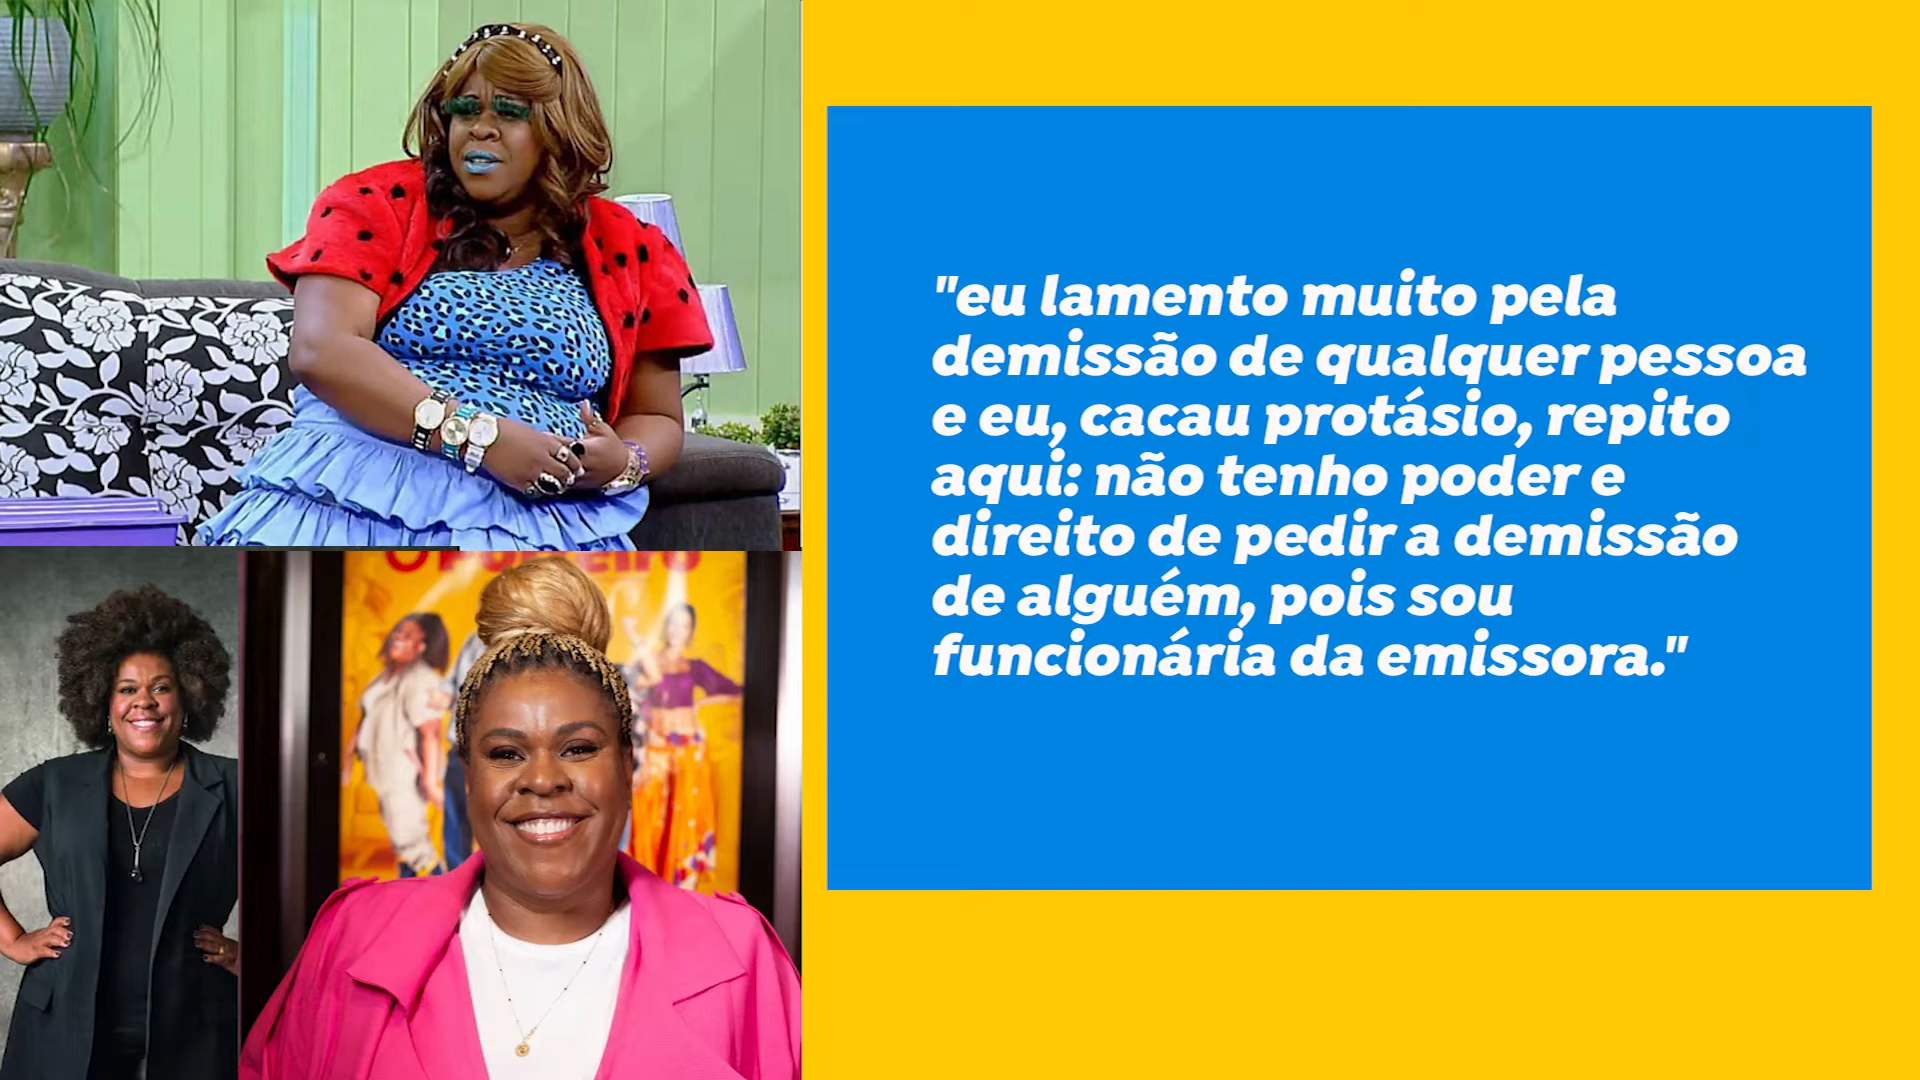 O Porteiro
"eu lamento muito pela
demissão de qualquer pessoa
e eu, cacau protásio, repito
aqui: não tenho poder e
direito de pedir a demissão
de alguém, pois sou
funcionária da emissora."